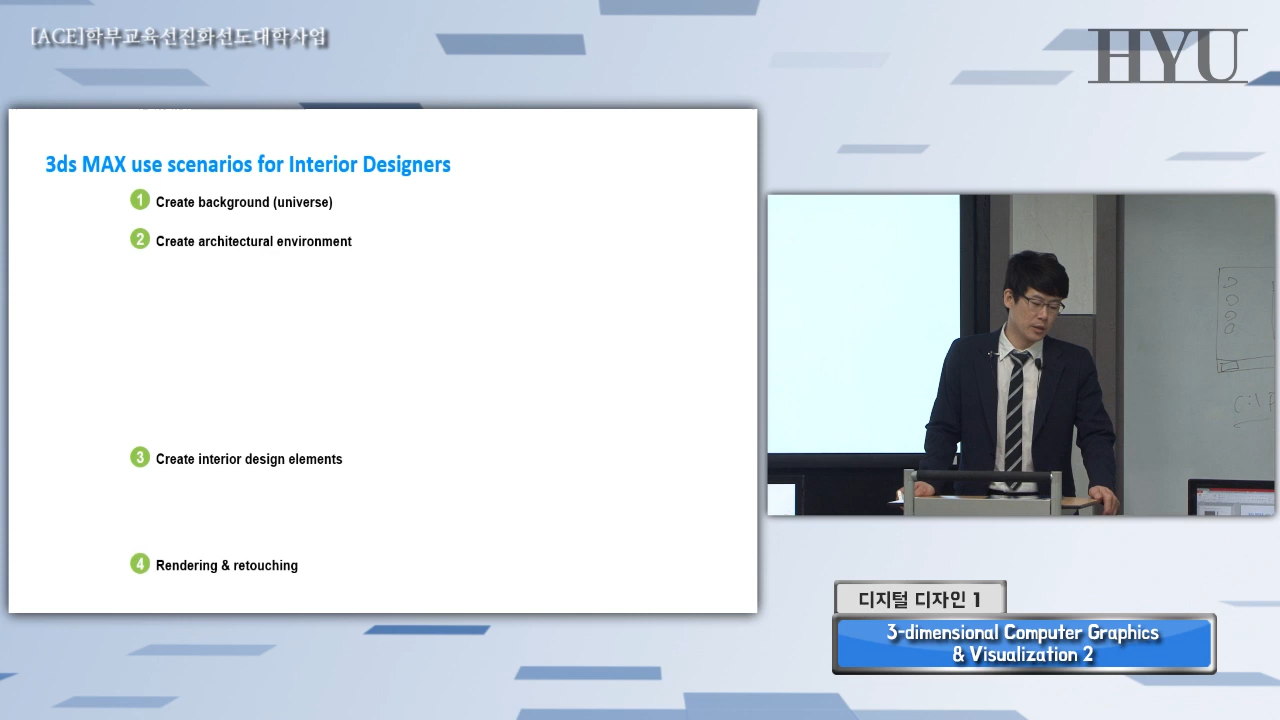 [ACE]학부교육선진화선도대학사업
HYU
3ds MAX use scenarios for Interior Designers
1 Create background (universe)
2 Create architectural environment
3 Create interior design elements
4 Rendering & retouching
디지털 디자인 1
3-dimensional Computer Graphics
& Visualization 2